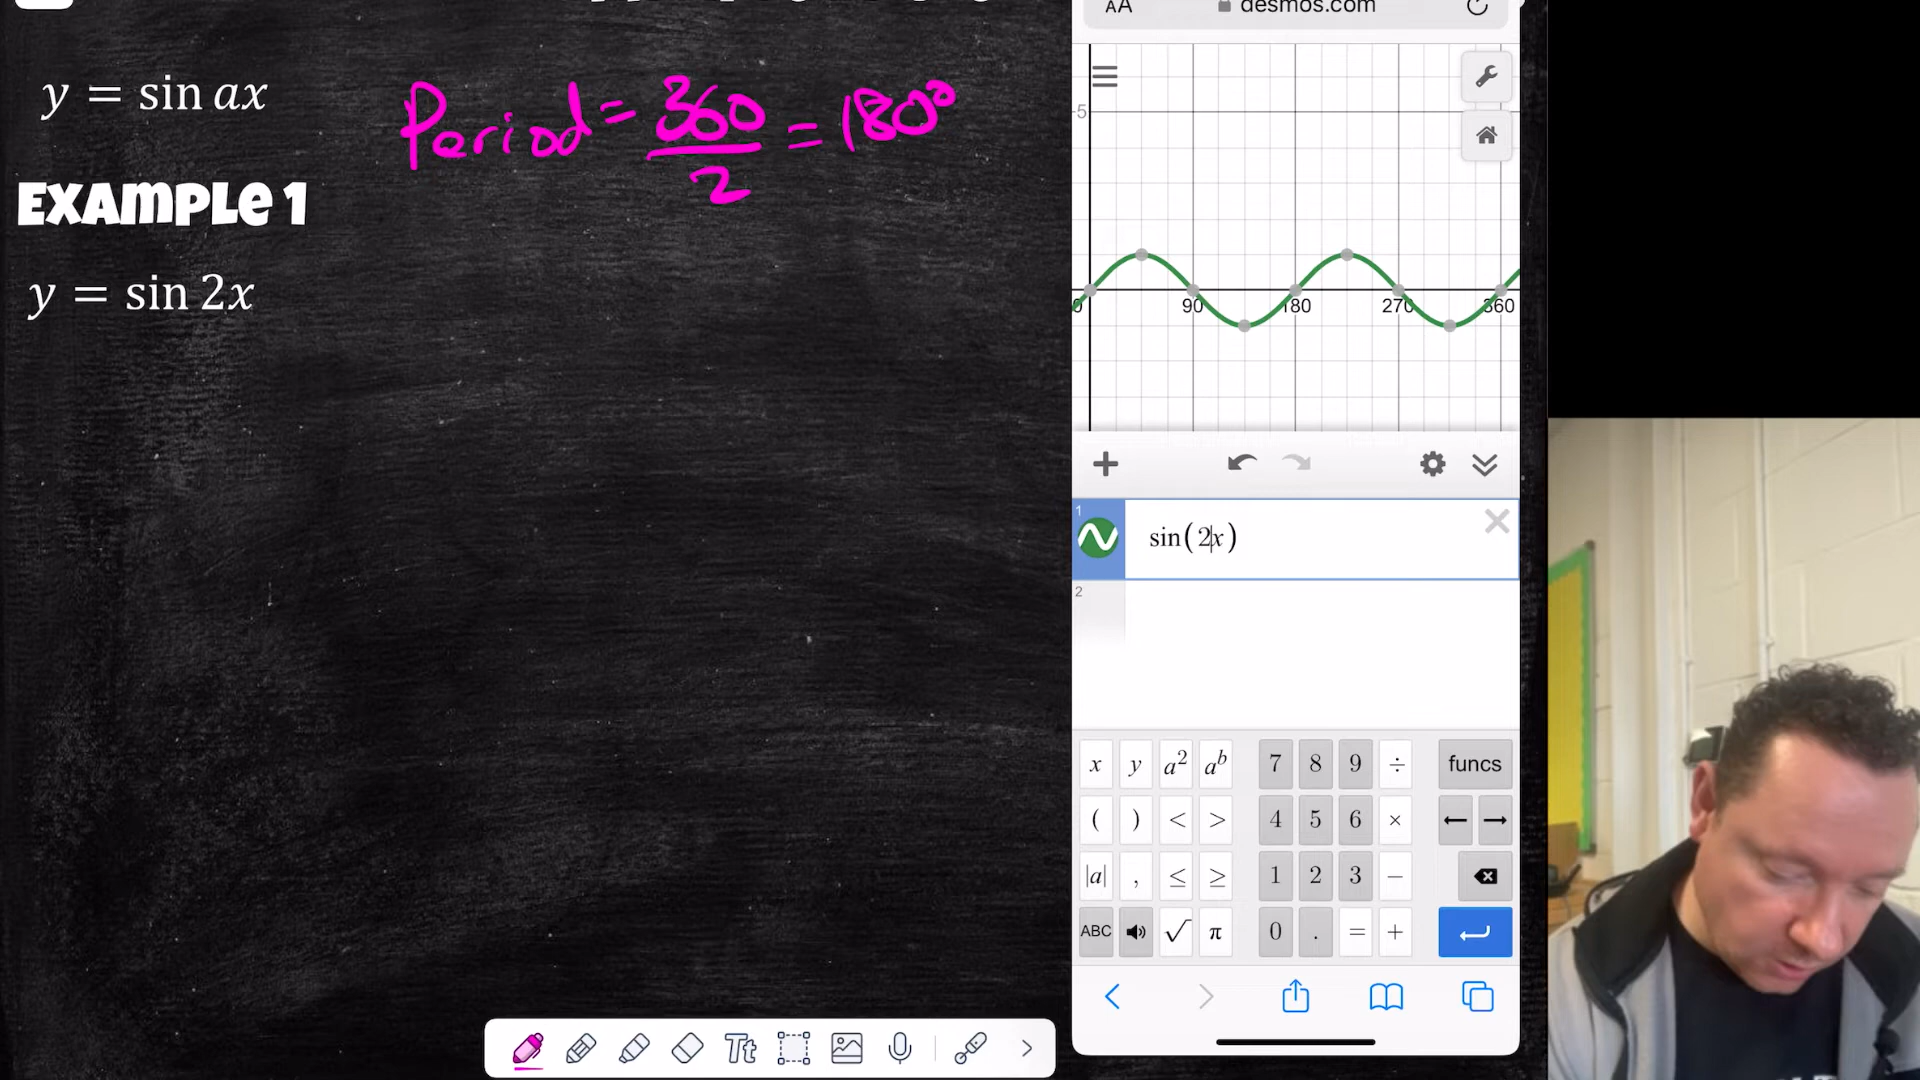 y = sin ax
Period = 360/2 = 180°
Example 1
y = sin 2x
AA desmos.com
5
0 90 180 270 360
1
sin(2x)
2
x y a² aᵇ 7 8 9 ÷ funcs
( ) < > 4 5 6 × ← →
|a| , ≤ ≥ 1 2 3 −
ABC √ π 0 . = +
Tt